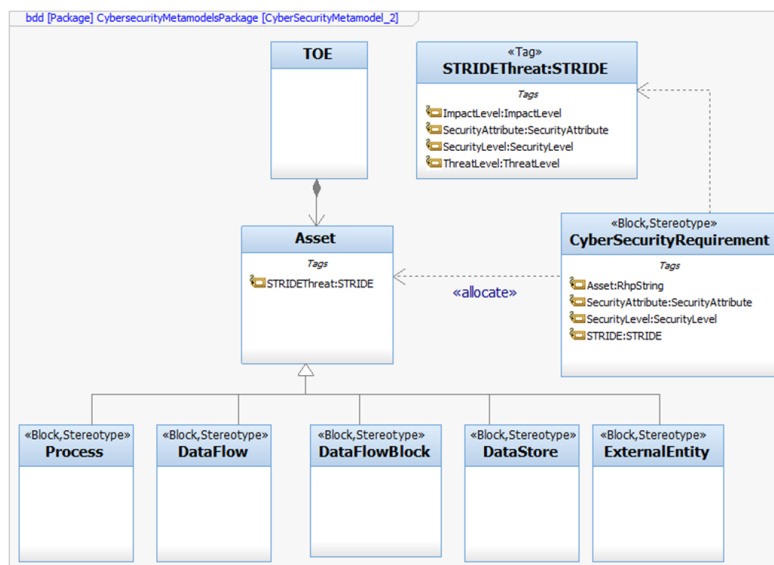 bdd [Package] CybersecurityMetamodelsPackage [CyberSecurityMetamodel_2]
TOE
«Tag»
STRIDEThreat:STRIDE
Tags
ImpactLevel:ImpactLevel
SecurityAttribute:SecurityAttribute
SecurityLevel:SecurityLevel
ThreatLevel:ThreatLevel
Asset
Tags
STRIDEThreat:STRIDE
«allocate»
«Block,Stereotype»
CyberSecurityRequirement
Tags
Asset:RhpString
SecurityAttribute:SecurityAttribute
SecurityLevel:SecurityLevel
STRIDE:STRIDE
«Block,Stereotype»
Process
«Block,Stereotype»
DataFlow
«Block,Stereotype»
DataFlowBlock
«Block,Stereotype»
DataStore
«Block,Stereotype»
ExternalEntity